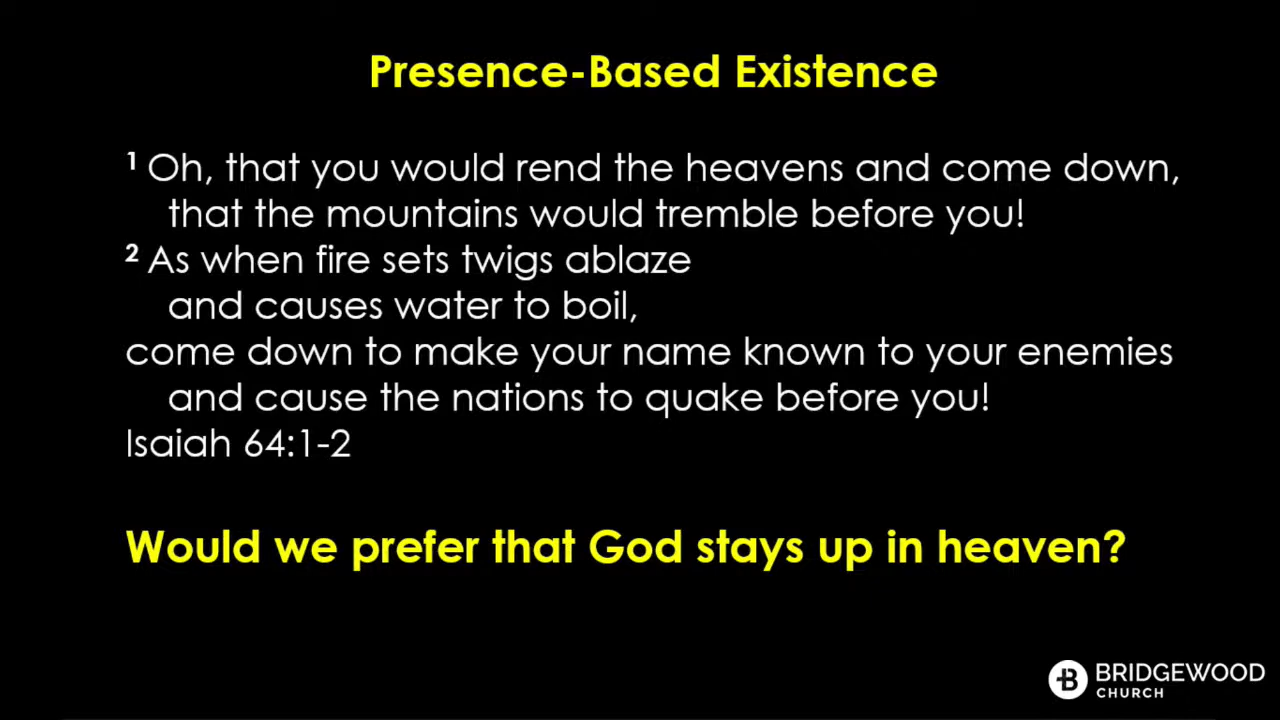 Presence-Based Existence
1 Oh, that you would rend the heavens and come down,
that the mountains would tremble before you!
2 As when fire sets twigs ablaze
and causes water to boil,
come down to make your name known to your enemies
and cause the nations to quake before you!
Isaiah 64:1-2
Would we prefer that God stays up in heaven?
B BRIDGEWOOD
CHURCH